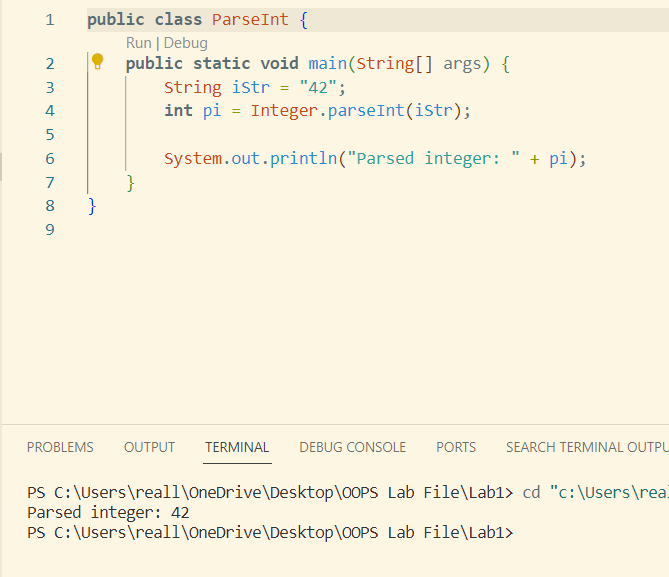 1 public class ParseInt {
Run | Debug
2 public static void main(String[] args) {
3 String iStr = "42";
4 int pi = Integer.parseInt(iStr);
5
6 System.out.println("Parsed integer: " + pi);
7 }
8 }
9
PROBLEMS OUTPUT TERMINAL DEBUG CONSOLE PORTS SEARCH TERMINAL OUTPU
PS C:\Users\reall\OneDrive\Desktop\OOPS Lab File\Lab1> cd "c:\Users\real
Parsed integer: 42
PS C:\Users\reall\OneDrive\Desktop\OOPS Lab File\Lab1>